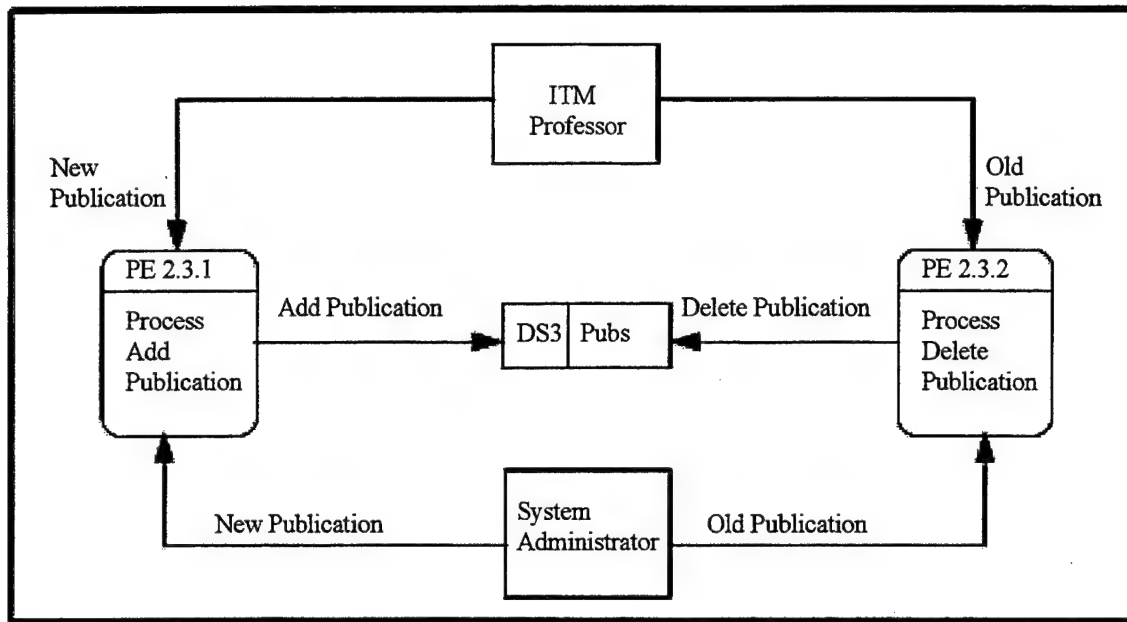 ITM
Professor
New
Publication
Old
Publication
PE 2.3.1
Process
Add
Publication
Add Publication
DS3 Pubs
Delete Publication
PE 2.3.2
Process
Delete
Publication
New Publication
System
Administrator
Old Publication